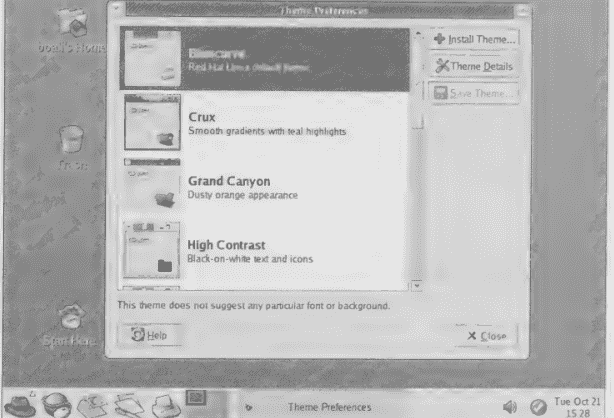 Theme Preferences
Install Theme...
Theme Details
Save Theme...
Bluecurve
Red Hat Linux default theme
Crux
Smooth gradients with teal highlights
Grand Canyon
Dusty orange appearance
High Contrast
Black-on-white text and icons
This theme does not suggest any particular font or background.
Help
Close
Theme Preferences
Tue Oct 21
15:28